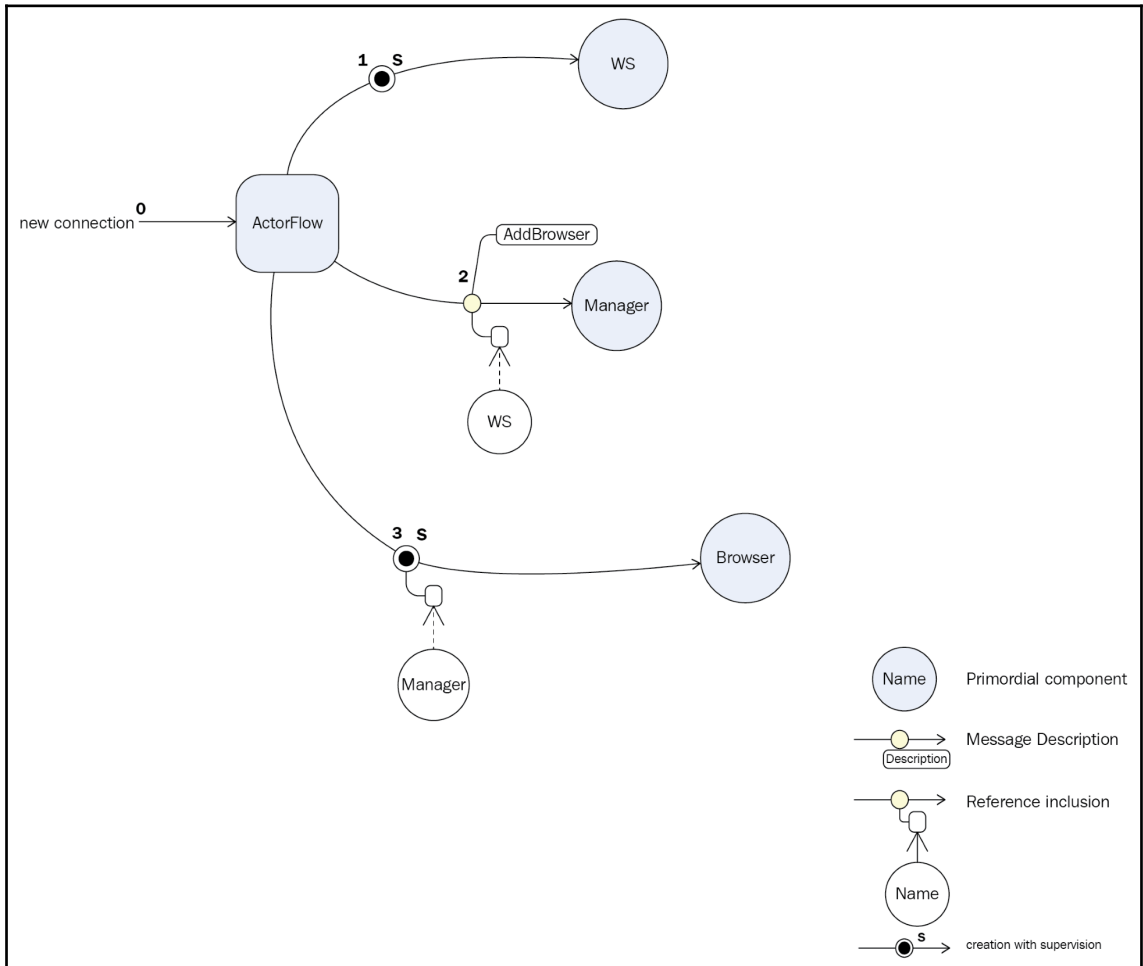 1 S
WS
new connection
0
ActorFlow
AddBrowser
2
Manager
WS
3 S
Browser
Manager
Name
Primordial component
Message Description
Description
Reference inclusion
Name
S
creation with supervision